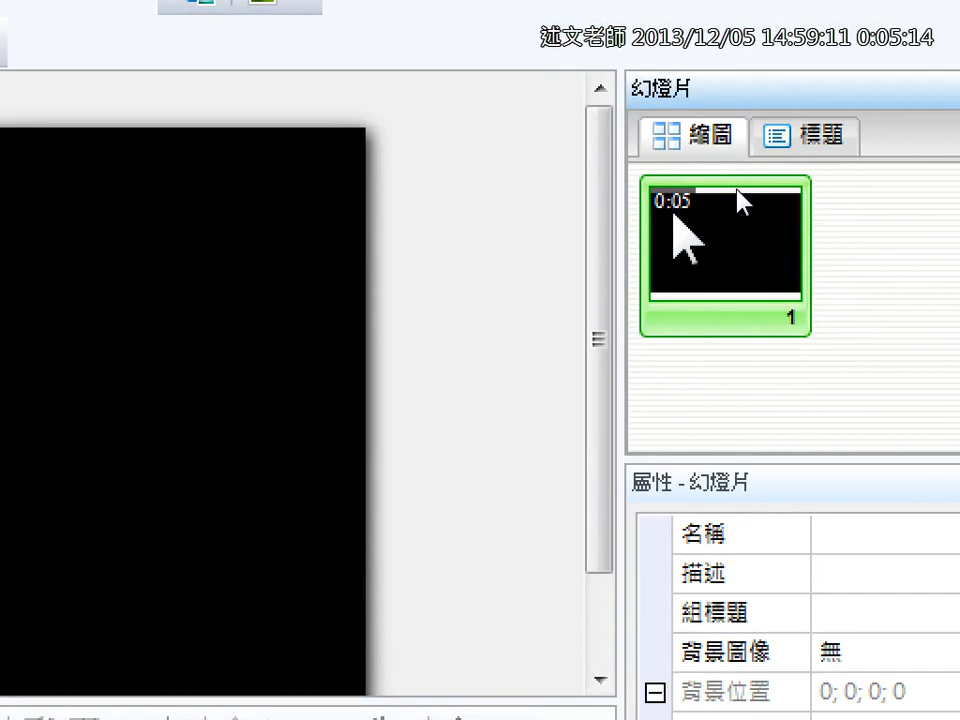 述文老師 2013/12/05 14:59:11 0:05:14
幻燈片
縮圖
標題
0:05
1
屬性 - 幻燈片
名稱
描述
組標題
背景圖像 無
背景位置 0; 0; 0; 0